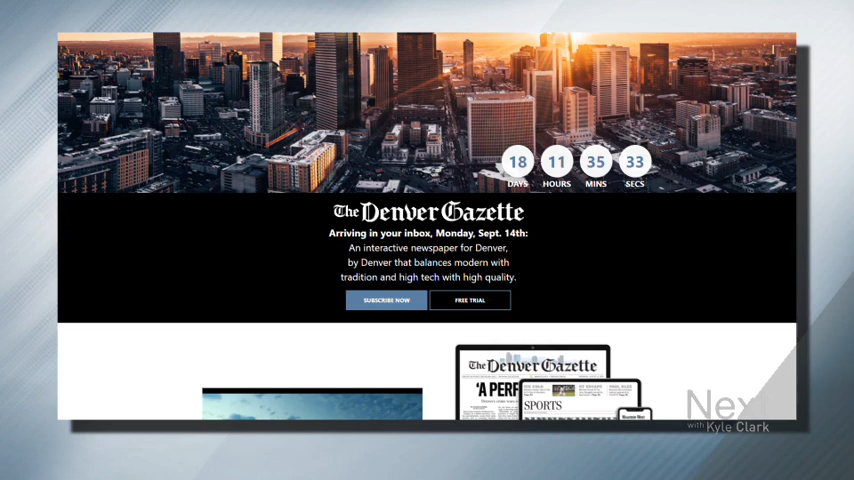 18 11 35 33
DAYS HOURS MINS SECS
The Denver Gazette
Arriving in your inbox, Monday, Sept. 14th:
An interactive newspaper for Denver,
by Denver that balances modern with
tradition and high tech with high quality.
SUBSCRIBE NOW FREE TRIAL
The Denver Gazette
'A PERF
SPORTS
Next
with Kyle Clark